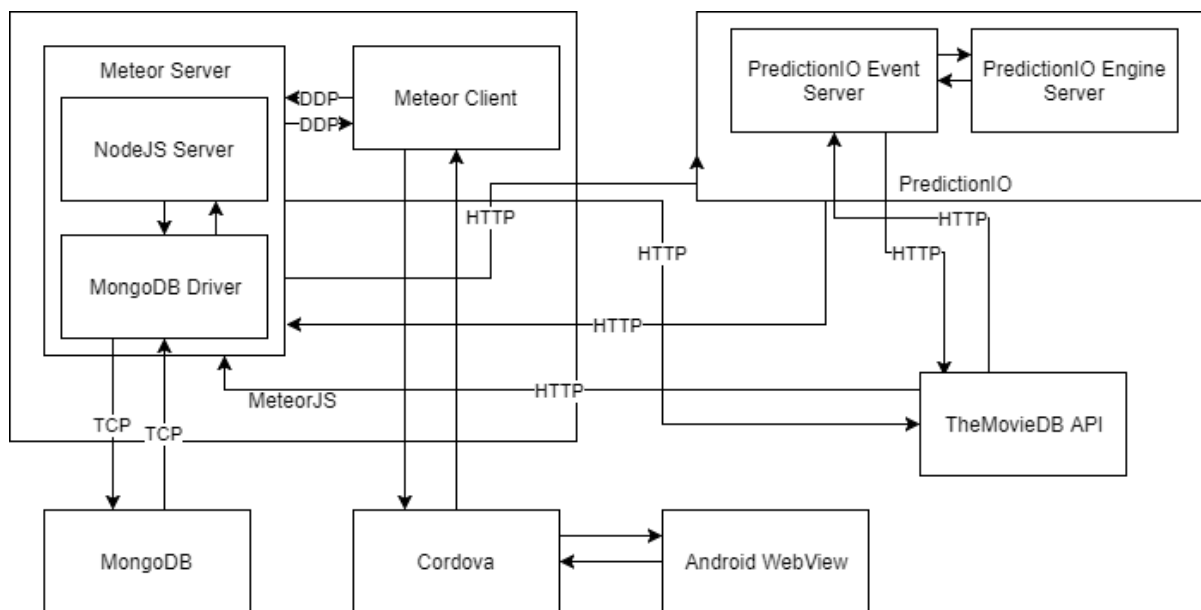 Meteor Server
NodeJS Server
MongoDB Driver
DDP
DDP
Meteor Client
PredictionIO Event
Server
PredictionIO Engine
Server
PredictionIO
HTTP
HTTP
HTTP
HTTP
HTTP
HTTP
MeteorJS
TCP
TCP
TheMovieDB API
MongoDB
Cordova
Android WebView